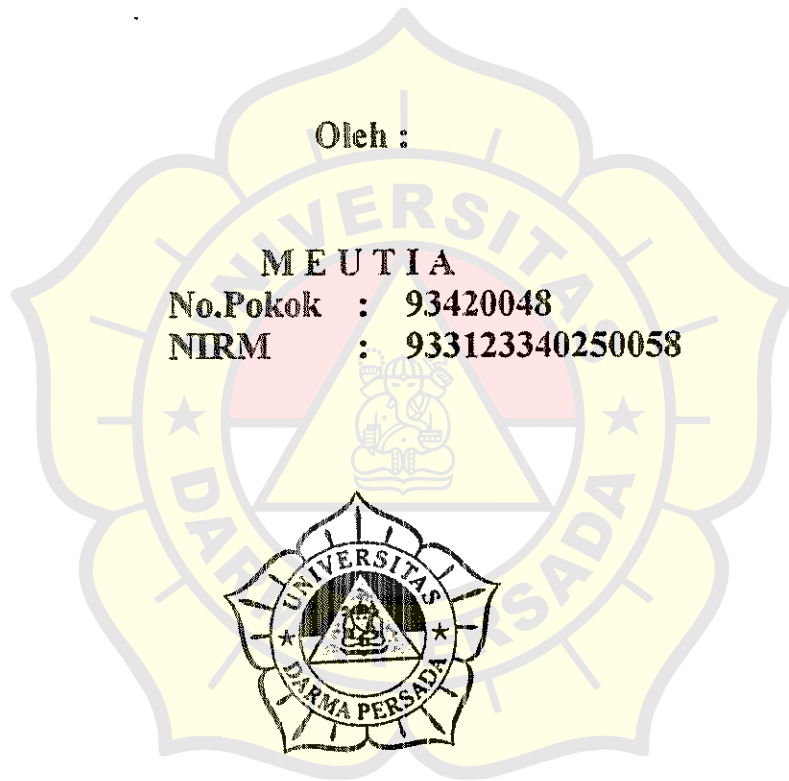 Oleh :
M E U T I A
No.Pokok : 93420048
NIRM : 933123340250058
UNIVERSITAS
DARMA PERSADA
UNIVERSITAS
DARMA PERSADA